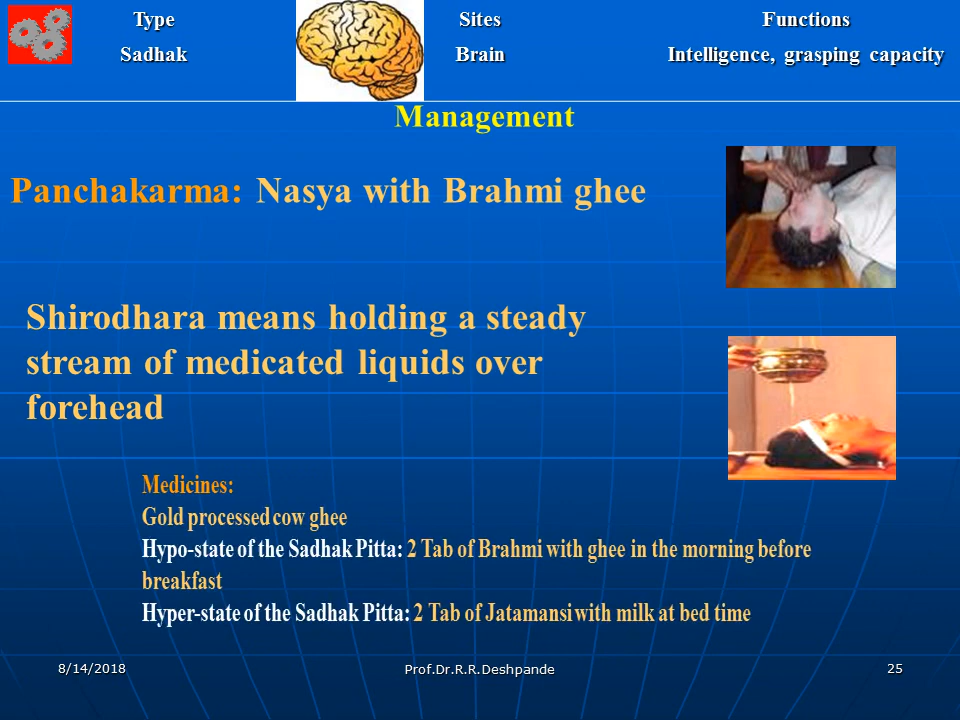 Type Sites Functions
Sadhak Brain Intelligence, grasping capacity
Management
Panchakarma: Nasya with Brahmi ghee
Shirodhara means holding a steady
stream of medicated liquids over
forehead
Medicines:
Gold processed cow ghee
Hypo-state of the Sadhak Pitta: 2 Tab of Brahmi with ghee in the morning before
breakfast
Hyper-state of the Sadhak Pitta: 2 Tab of Jatamansi with milk at bed time
8/14/2018 Prof.Dr.R.R.Deshpande 25